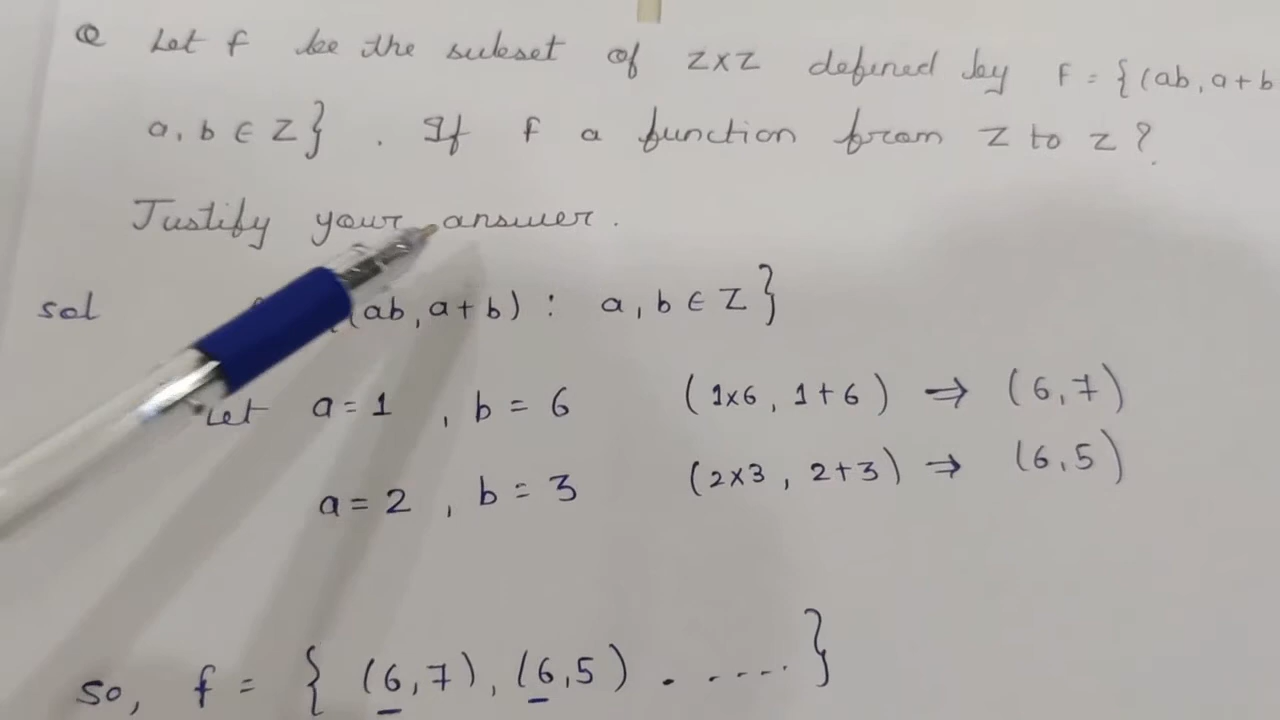 Q Let f be the subset of Z×Z defined by F = {(ab, a+b
a, b ∈ Z} . If f a function from Z to Z?
Justify your answer.
sol (ab, a+b) : a, b ∈ Z}
Let a=1 , b = 6 (1×6, 1+6) ⇒ (6,7)
a=2 , b=3 (2×3, 2+3) ⇒ (6,5)
so, f = { (6,7), (6,5) . .... }